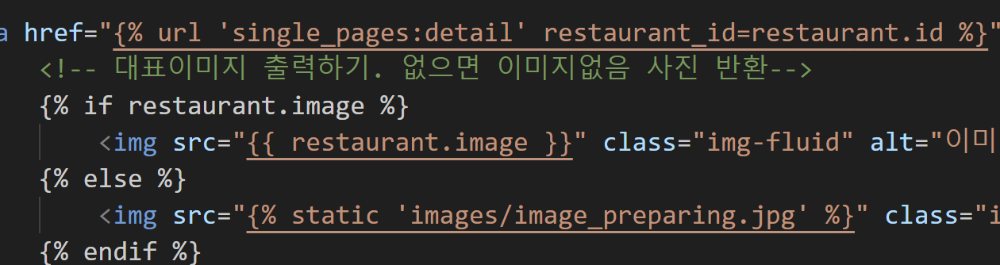 a href="{% url 'single_pages:detail' restaurant_id=restaurant.id %}"
<!-- 대표이미지 출력하기. 없으면 이미지없음 사진 반환-->
{% if restaurant.image %}
<img src="{{ restaurant.image }}" class="img-fluid" alt="이미
{% else %}
<img src="{% static 'images/image_preparing.jpg' %}" class="i
{% endif %}